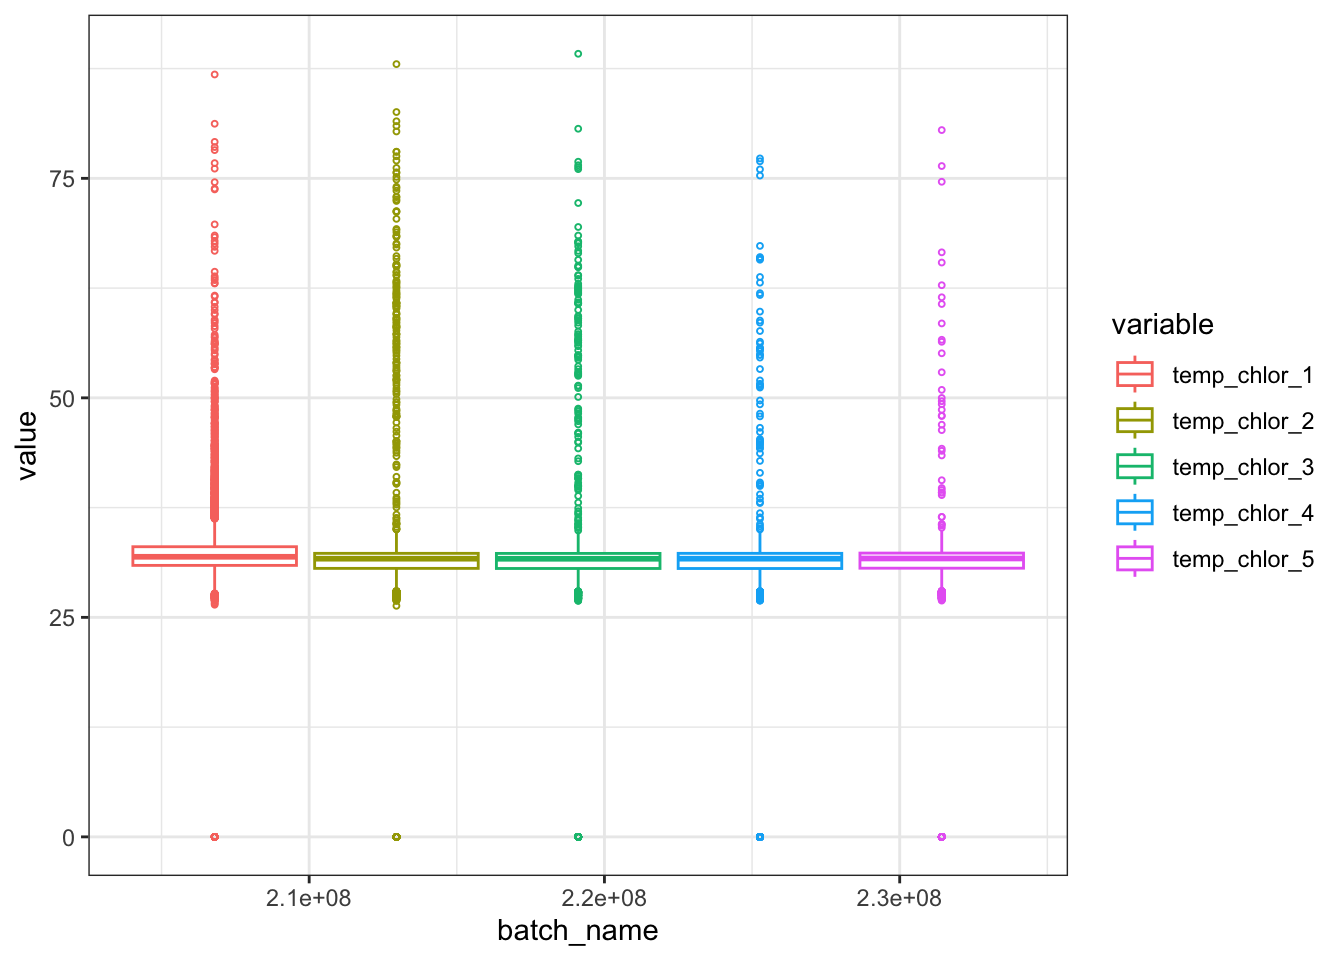 value
75
50
25
0
2.1e+08
2.2e+08
2.3e+08
batch_name
variable
temp_chlor_1
temp_chlor_2
temp_chlor_3
temp_chlor_4
temp_chlor_5